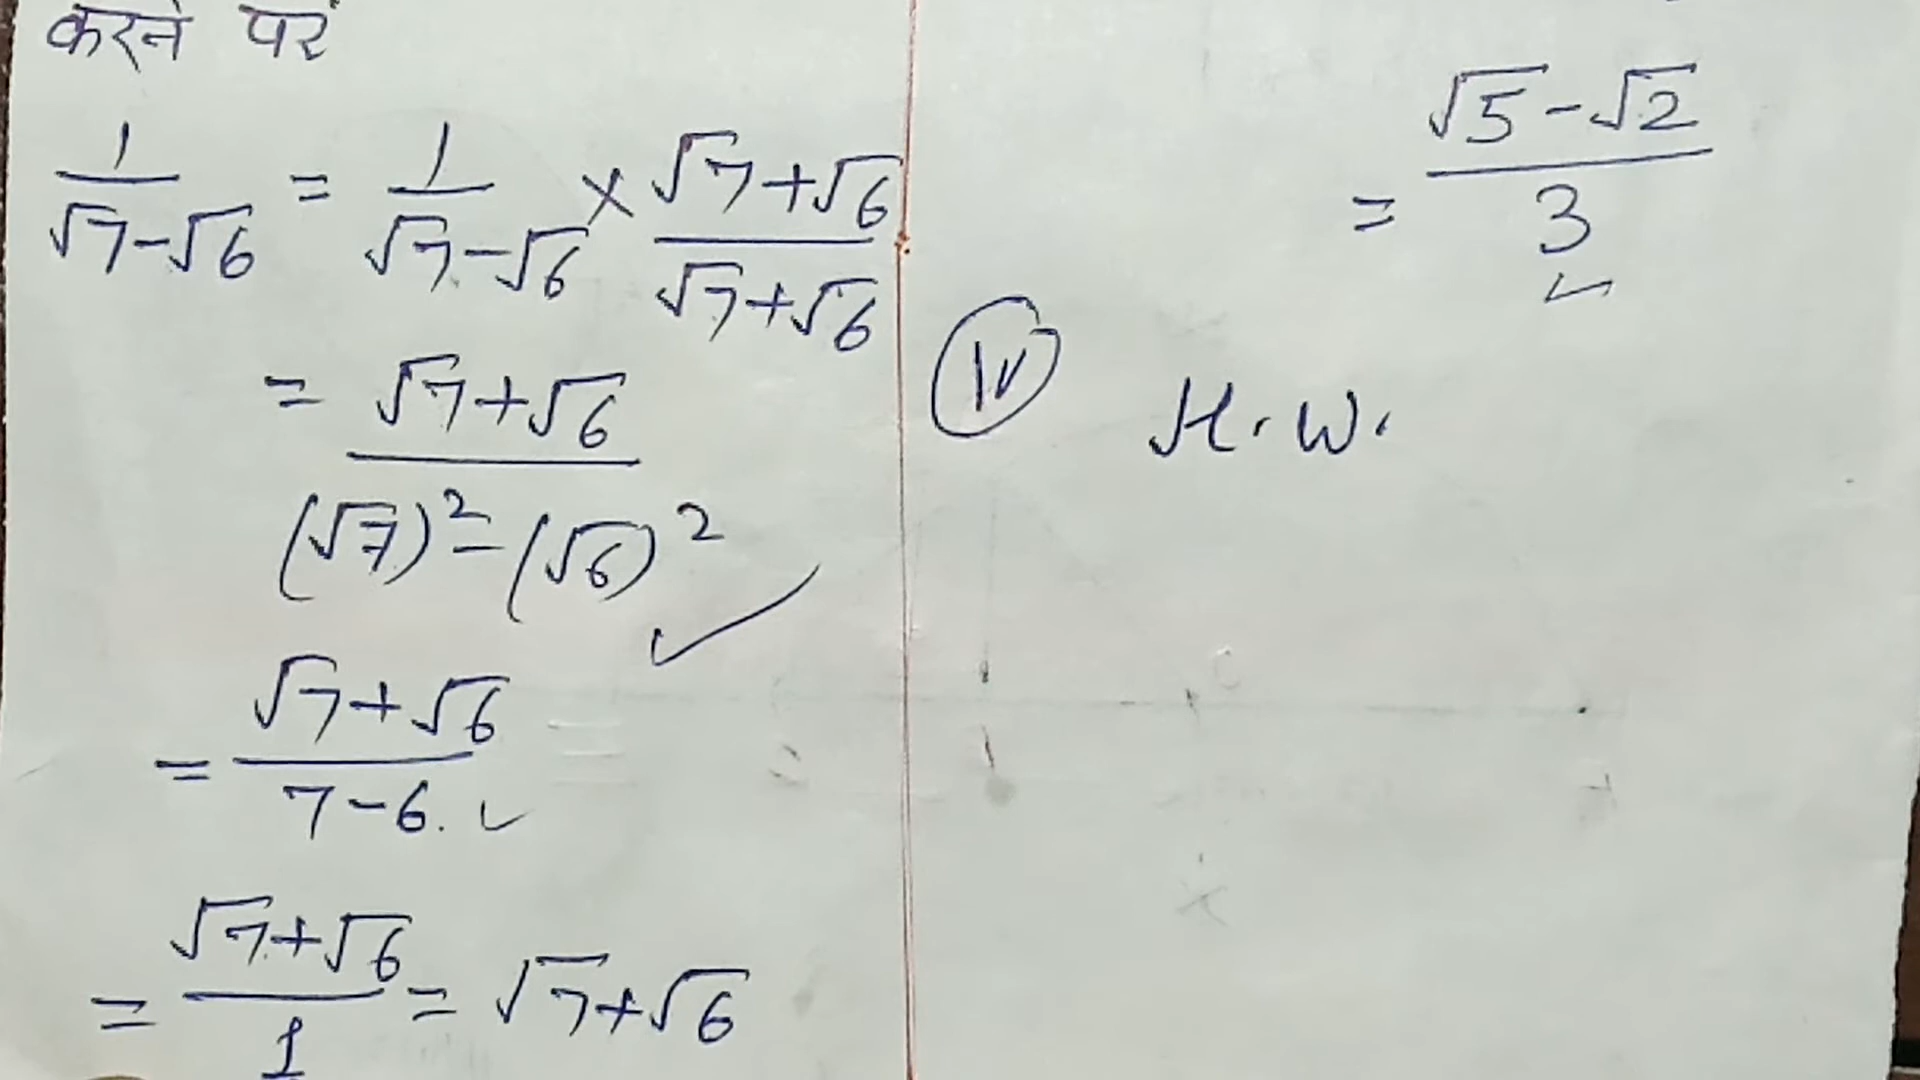 करने पर
1/(√7-√6) = 1/(√7-√6) × (√7+√6)/(√7+√6)
= (√7+√6)/((√7)²-(√6)²)
= (√7+√6)/(7-6.)
= (√7+√6)/1 = √7+√6
= (√5-√2)/3
(iv) H.W.